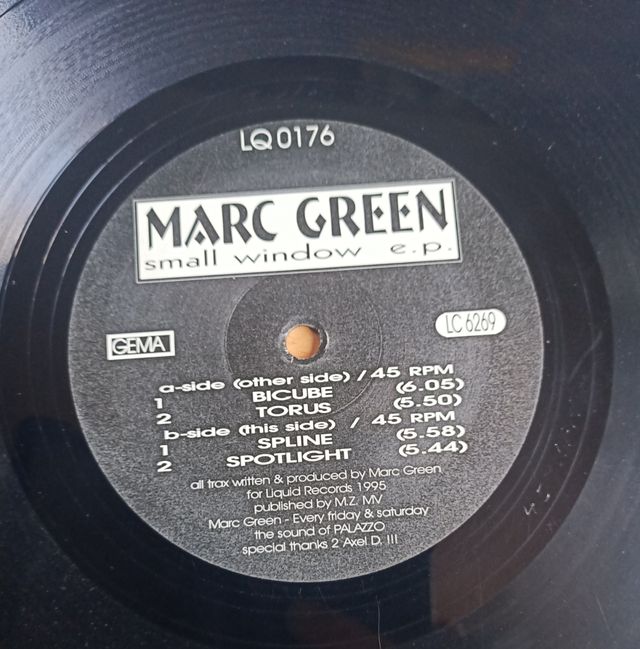 LQ 0176
MARC GREEN
small window e.p.
GEMA
LC 6269
a-side (other side) / 45 RPM
1 BICUBE (6.05)
2 TORUS (5.50)
b-side (this side) / 45 RPM
1 SPLINE (5.58)
2 SPOTLIGHT (5.44)
all trax written & produced by Marc Green
for Liquid Records 1995
published by M.Z. MV
Marc Green - Every friday & saturday
the sound of PALAZZO
special thanks 2 Axel D. !!!